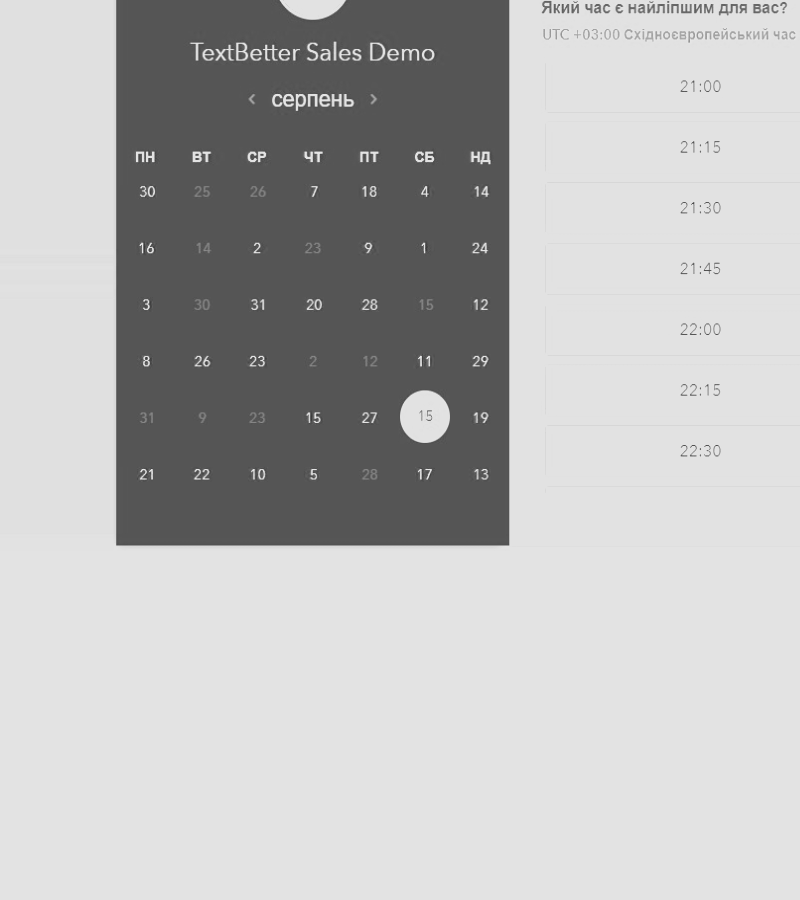 TextBetter Sales Demo
‹ серпень ›
ПН ВТ СР ЧТ ПТ СБ НД
30 25 26 7 18 4 14
16 14 2 23 9 1 24
3 30 31 20 28 15 12
8 26 23 2 12 11 29
31 9 23 15 27 15 19
21 22 10 5 28 17 13
Який час є найліпшим для вас?
UTC +03:00 Східноєвропейський час
21:00
21:15
21:30
21:45
22:00
22:15
22:30